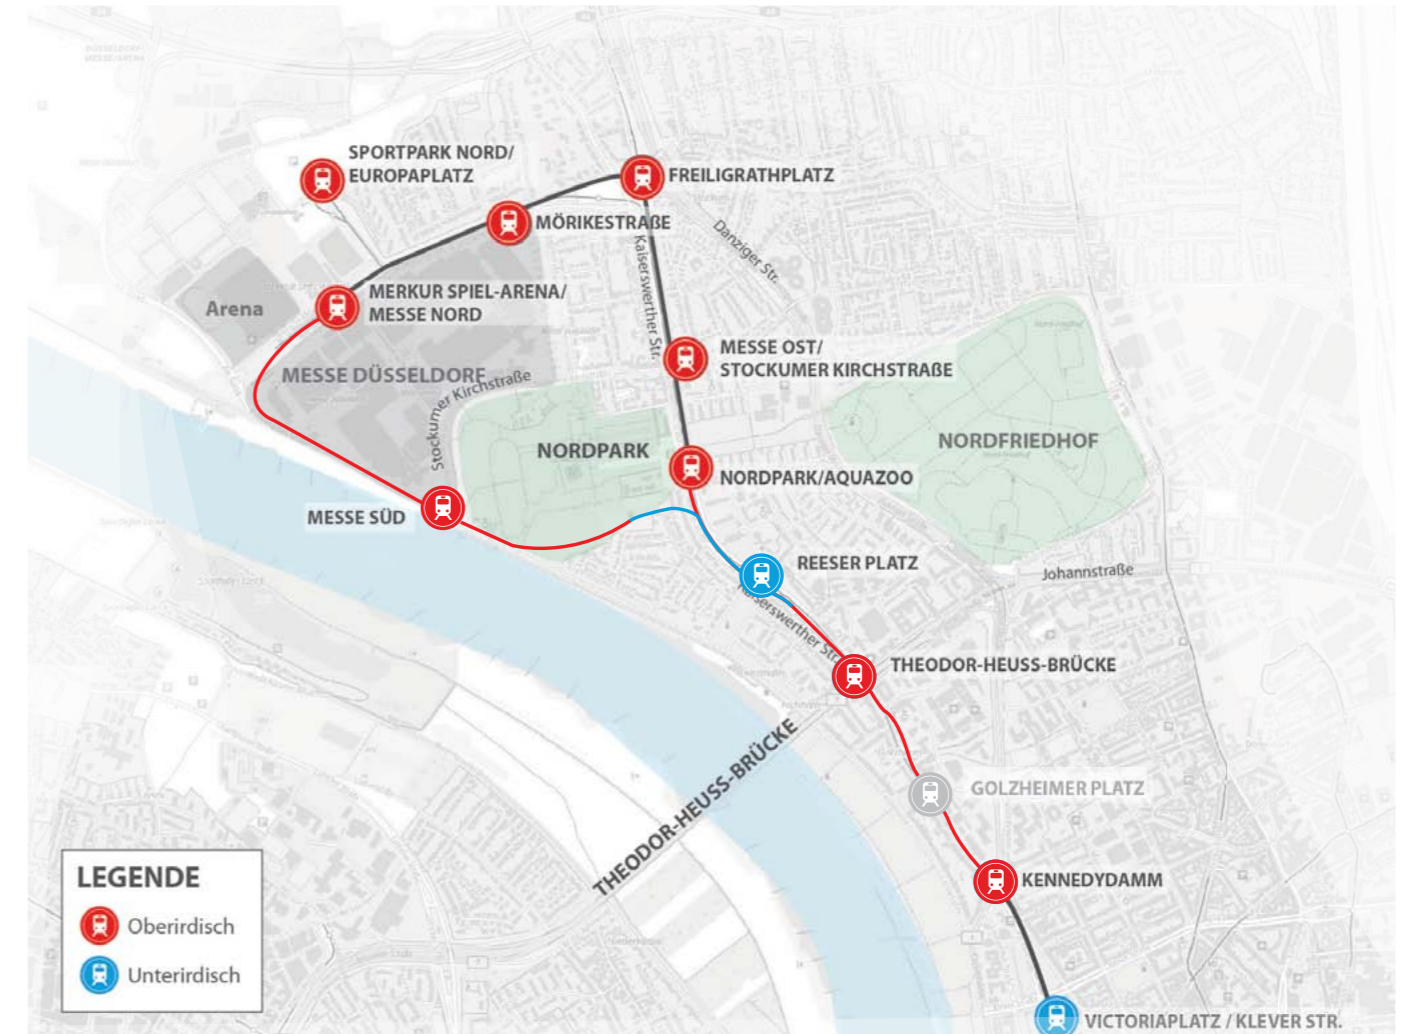 SPORTPARK NORD/
EUROPAPLATZ
FREILIGRATHPLATZ
MÖRIKESTRAßE
Danziger Str.
Kaiserswerther Str.
Arena
MERKUR SPIEL-ARENA/
MESSE NORD
MESSE OST/
STOCKUMER KIRCHSTRAßE
MESSE DÜSSELDORF
Stockumer Kirchstraße
NORDPARK
NORDFRIEDHOF
NORDPARK/AQUAZOO
MESSE SÜD
REESER PLATZ
Johannstraße
Kaiserswerther Str.
THEODOR-HEUSS-BRÜCKE
THEODOR-HEUSS-BRÜCKE
GOLZHEIMER PLATZ
KENNEDYDAMM
LEGENDE
Oberirdisch
Unterirdisch
VICTORIAPLATZ / KLEVER STR.